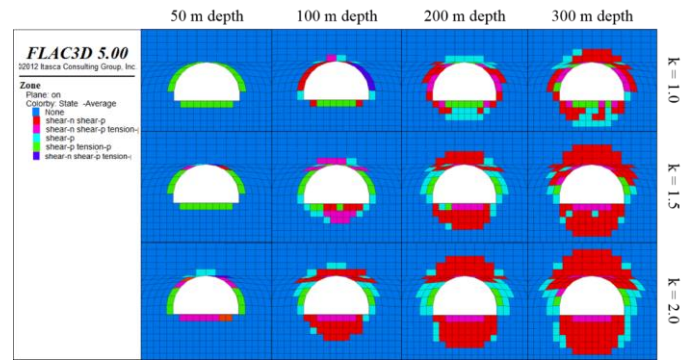 50 m depth 100 m depth 200 m depth 300 m depth
FLAC3D 5.00
©2012 Itasca Consulting Group, Inc.
Zone
Plane: on
Colorby: State -Average
None
shear-n shear-p
shear-n shear-p tension-p
shear-p
shear-p tension-p
shear-n shear-p tension-
k = 1.0
k = 1.5
k = 2.0